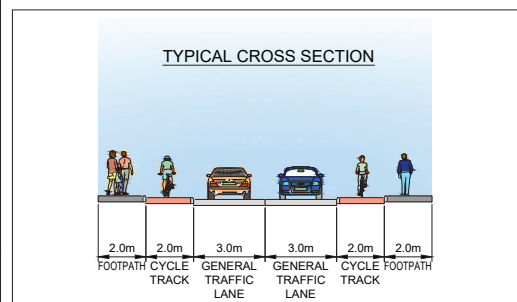 TYPICAL CROSS SECTION
2.0m 2.0m 3.0m 3.0m 2.0m 2.0m
FOOTPATH CYCLE GENERAL GENERAL CYCLE FOOTPATH
TRACK TRAFFIC TRAFFIC TRACK
LANE LANE